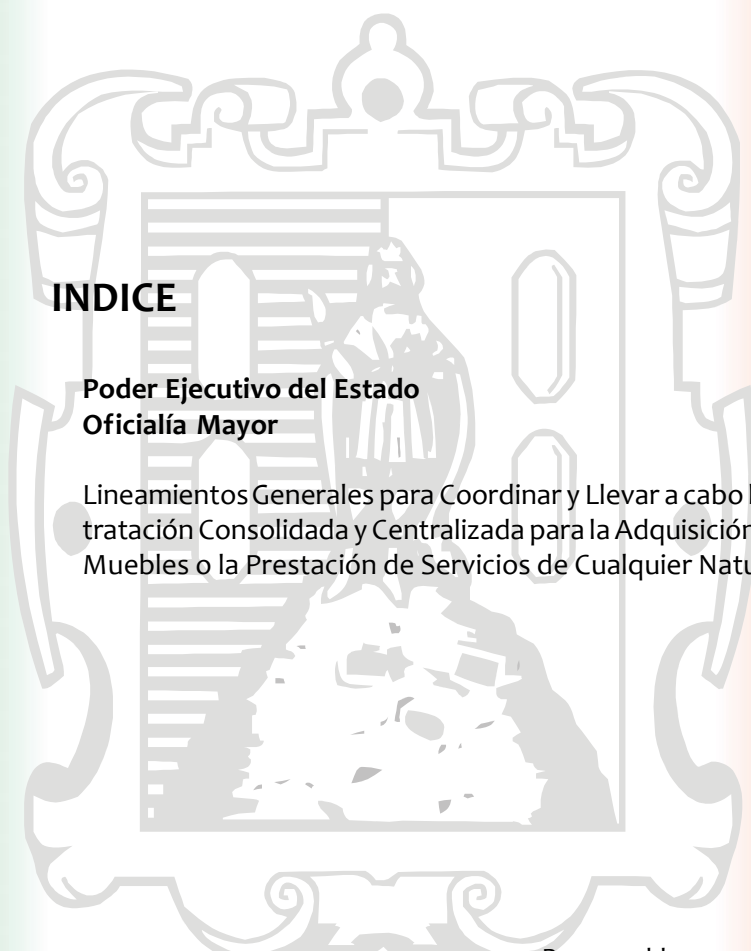 INDICE
Poder Ejecutivo del Estado
Oficialía Mayor
Lineamientos Generales para Coordinar y Llevar a cabo
tratación Consolidada y Centralizada para la Adquisición
Muebles o la Prestación de Servicios de Cualquier